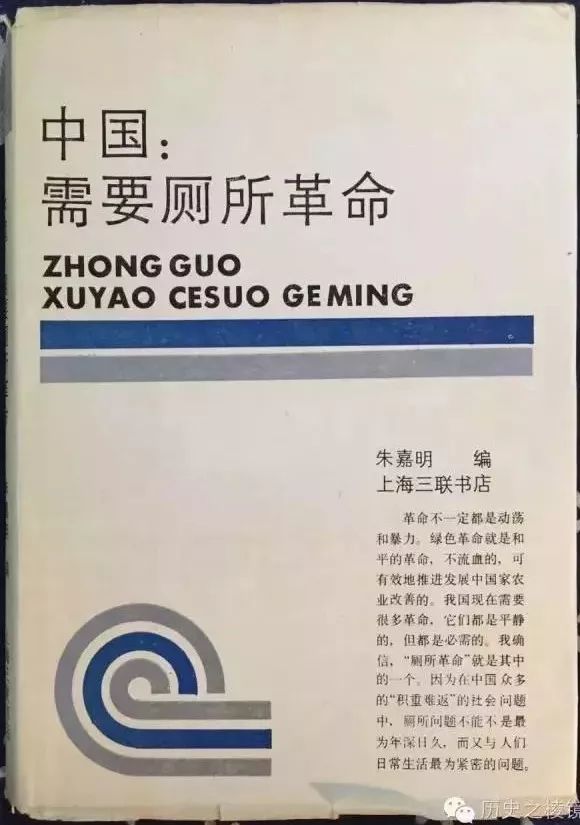 中国：
需要厕所革命
ZHONG GUO
XUYAO CESUO GEMING
朱嘉明 编
上海三联书店
革命不一定都是动荡
和暴力。绿色革命就是和
平的革命，不流血的，可
有效地推进发展中国家农
业改善的。我国现在需要
很多革命，它们都是平静
的，但都是必需的。我确
信，“厕所革命”就是其中
的一个。因为在中国众多
的“积重难返”的社会问题
中，厕所问题不能不是最
为年深日久，而又与人们
日常生活最为紧密的问题。
历史之棱镜